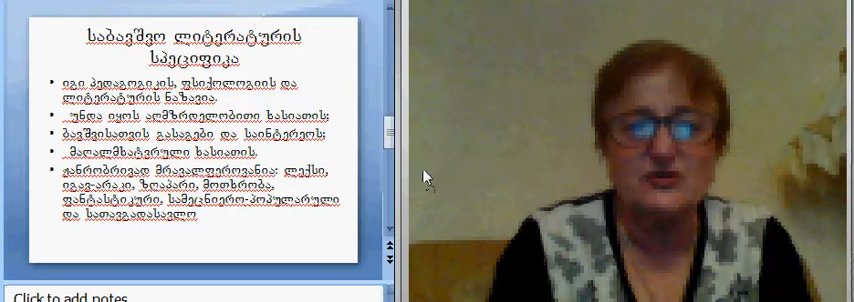 საბავშვო ლიტერატურის
სპეციფიკა
• იგი პედაგოგიკის, ფსიქოლოგიის და
ლიტერატურის ნაზავია.
• უნდა იყოს აღმზრდელობითი ხასიათის;
• ბავშვისათვის გასაგები და საინტერესო;
• მაღალმხატვრული ხასიათის.
• ჟანრობრივად მრავალფეროვანია: ლექსი,
იგავ-არაკი, ზღაპარი, მოთხრობა,
ფანტასტიკური, სამეცნიერო-პოპულარული
და სათავგადასავლო
Click to add notes